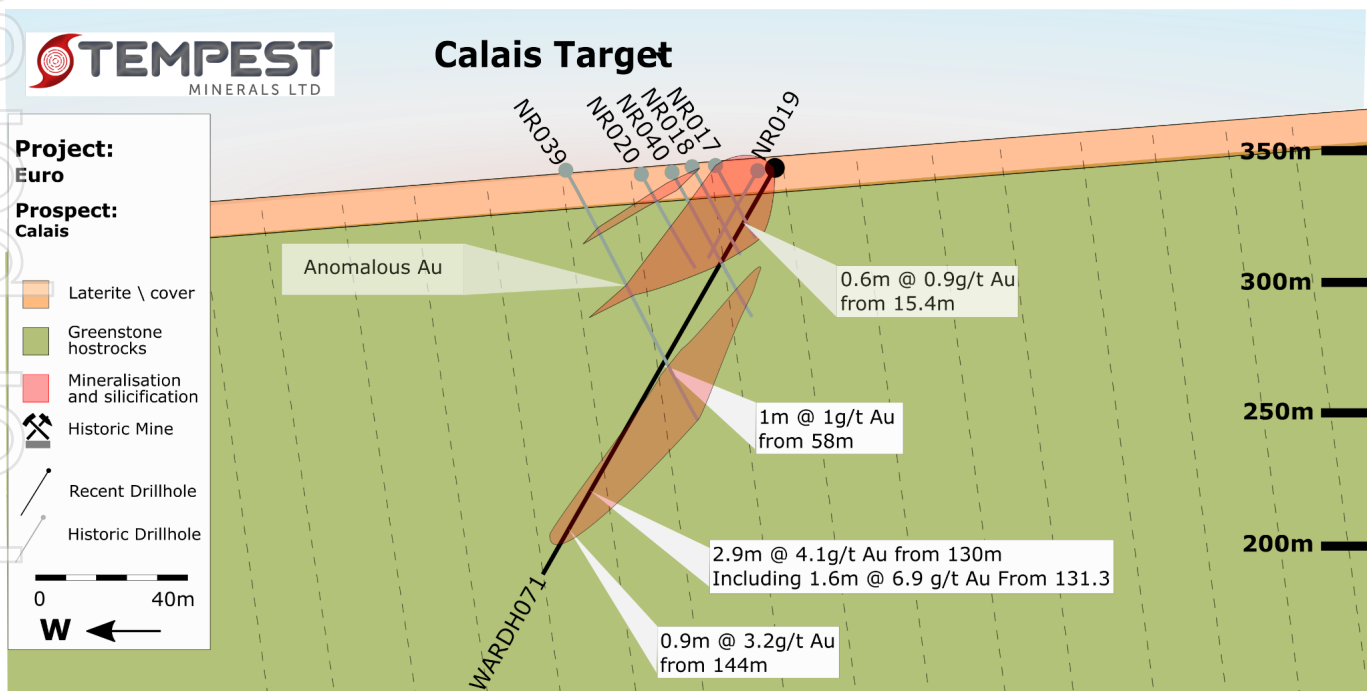 TEMPEST
MINERALS LTD
Calais Target
Project:
Euro
Prospect:
Calais
Laterite \ cover
Greenstone
hostrocks
Mineralisation
and silicification
Historic Mine
Recent Drillhole
Historic Drillhole
0 40m
W
NR039
NR020
NR040
NR018
NR017
NR019
350m
300m
250m
200m
Anomalous Au
0.6m @ 0.9g/t Au
from 15.4m
1m @ 1g/t Au
from 58m
2.9m @ 4.1g/t Au from 130m
Including 1.6m @ 6.9 g/t Au From 131.3
0.9m @ 3.2g/t Au
from 144m
WARDH071